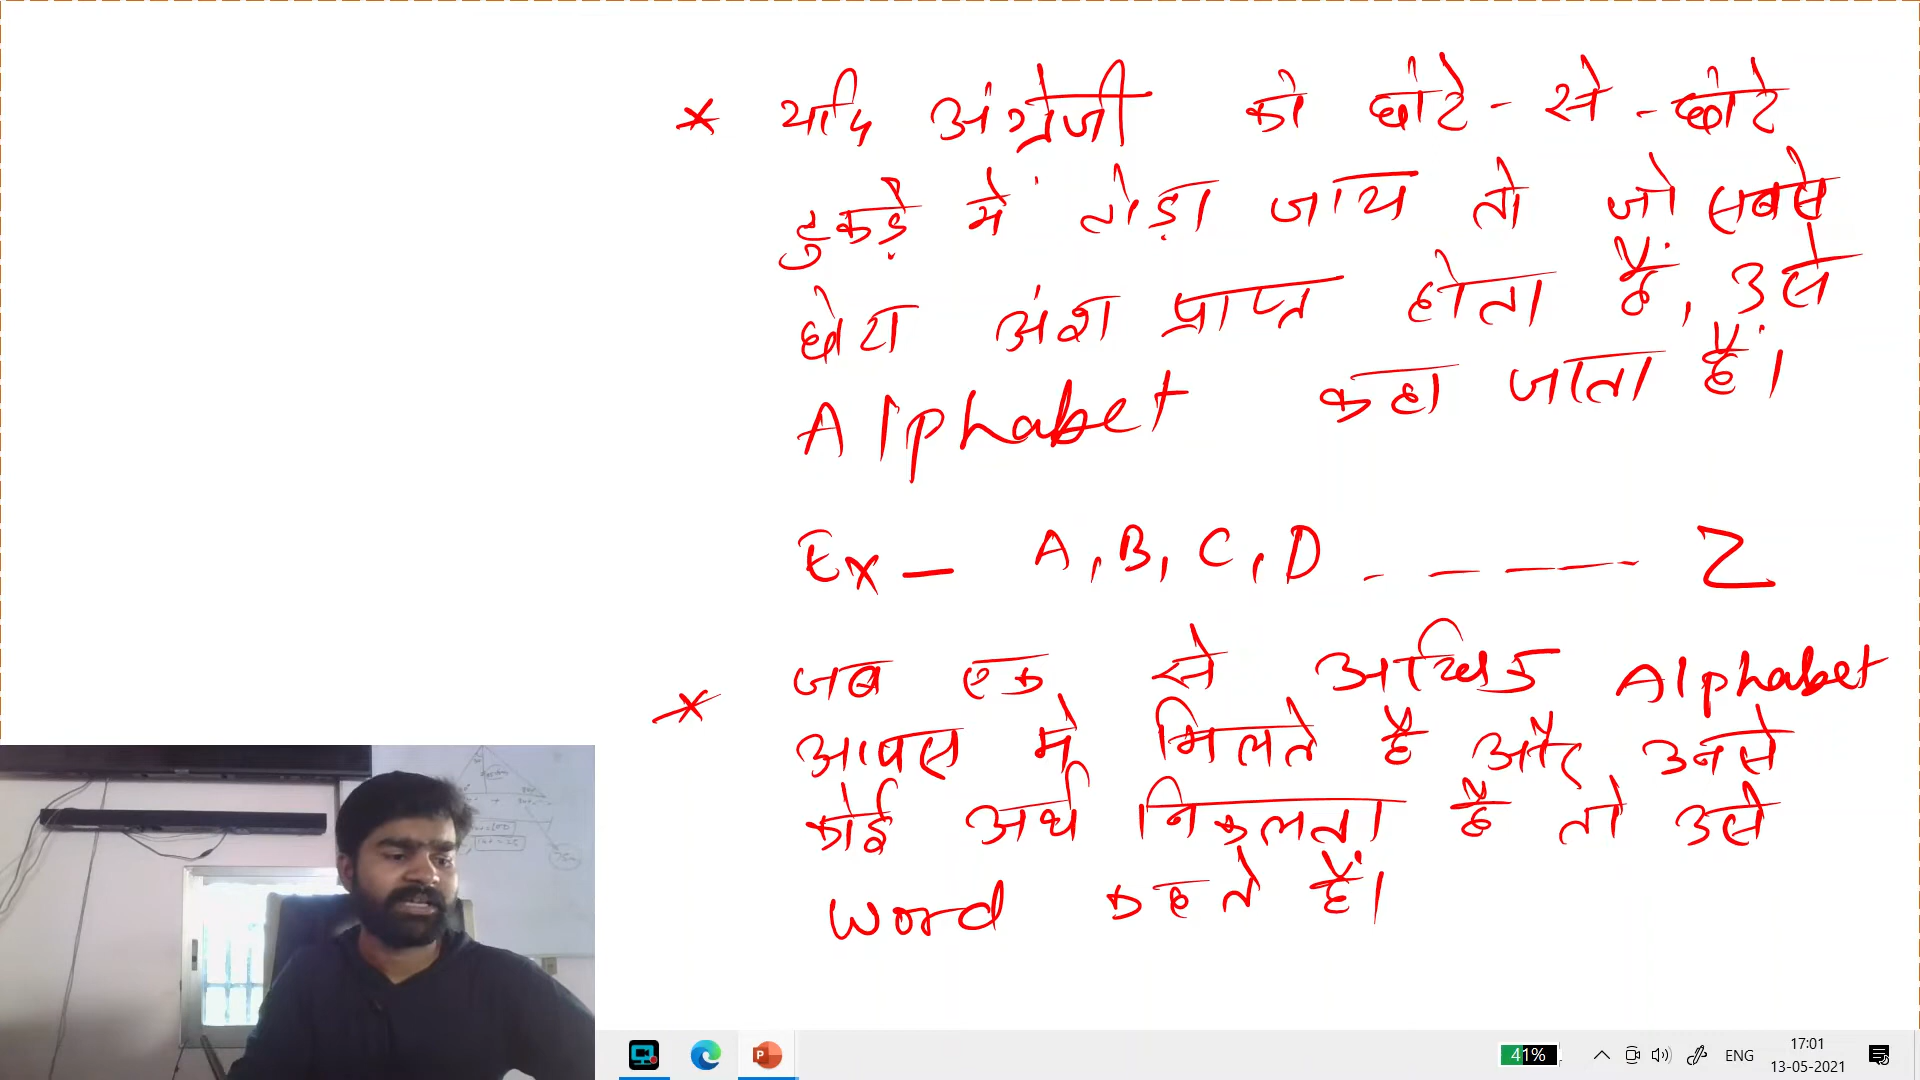 * यदि अंग्रेजी को छोटे-से-छोटे
टुकड़े में तोड़ा जाय तो जो सबसे
छोटा अंश प्राप्त होता हैं, उसे
Alphabet कहा जाता हैं।
Ex — A, B, C, D - - — — Z
* जब एक से अधिक Alphabet
आपस में मिलते है और उनसे
कोई अर्थ निकलता है तो उसे
word कहते हैं।
41%
ENG
17:01
13-05-2021